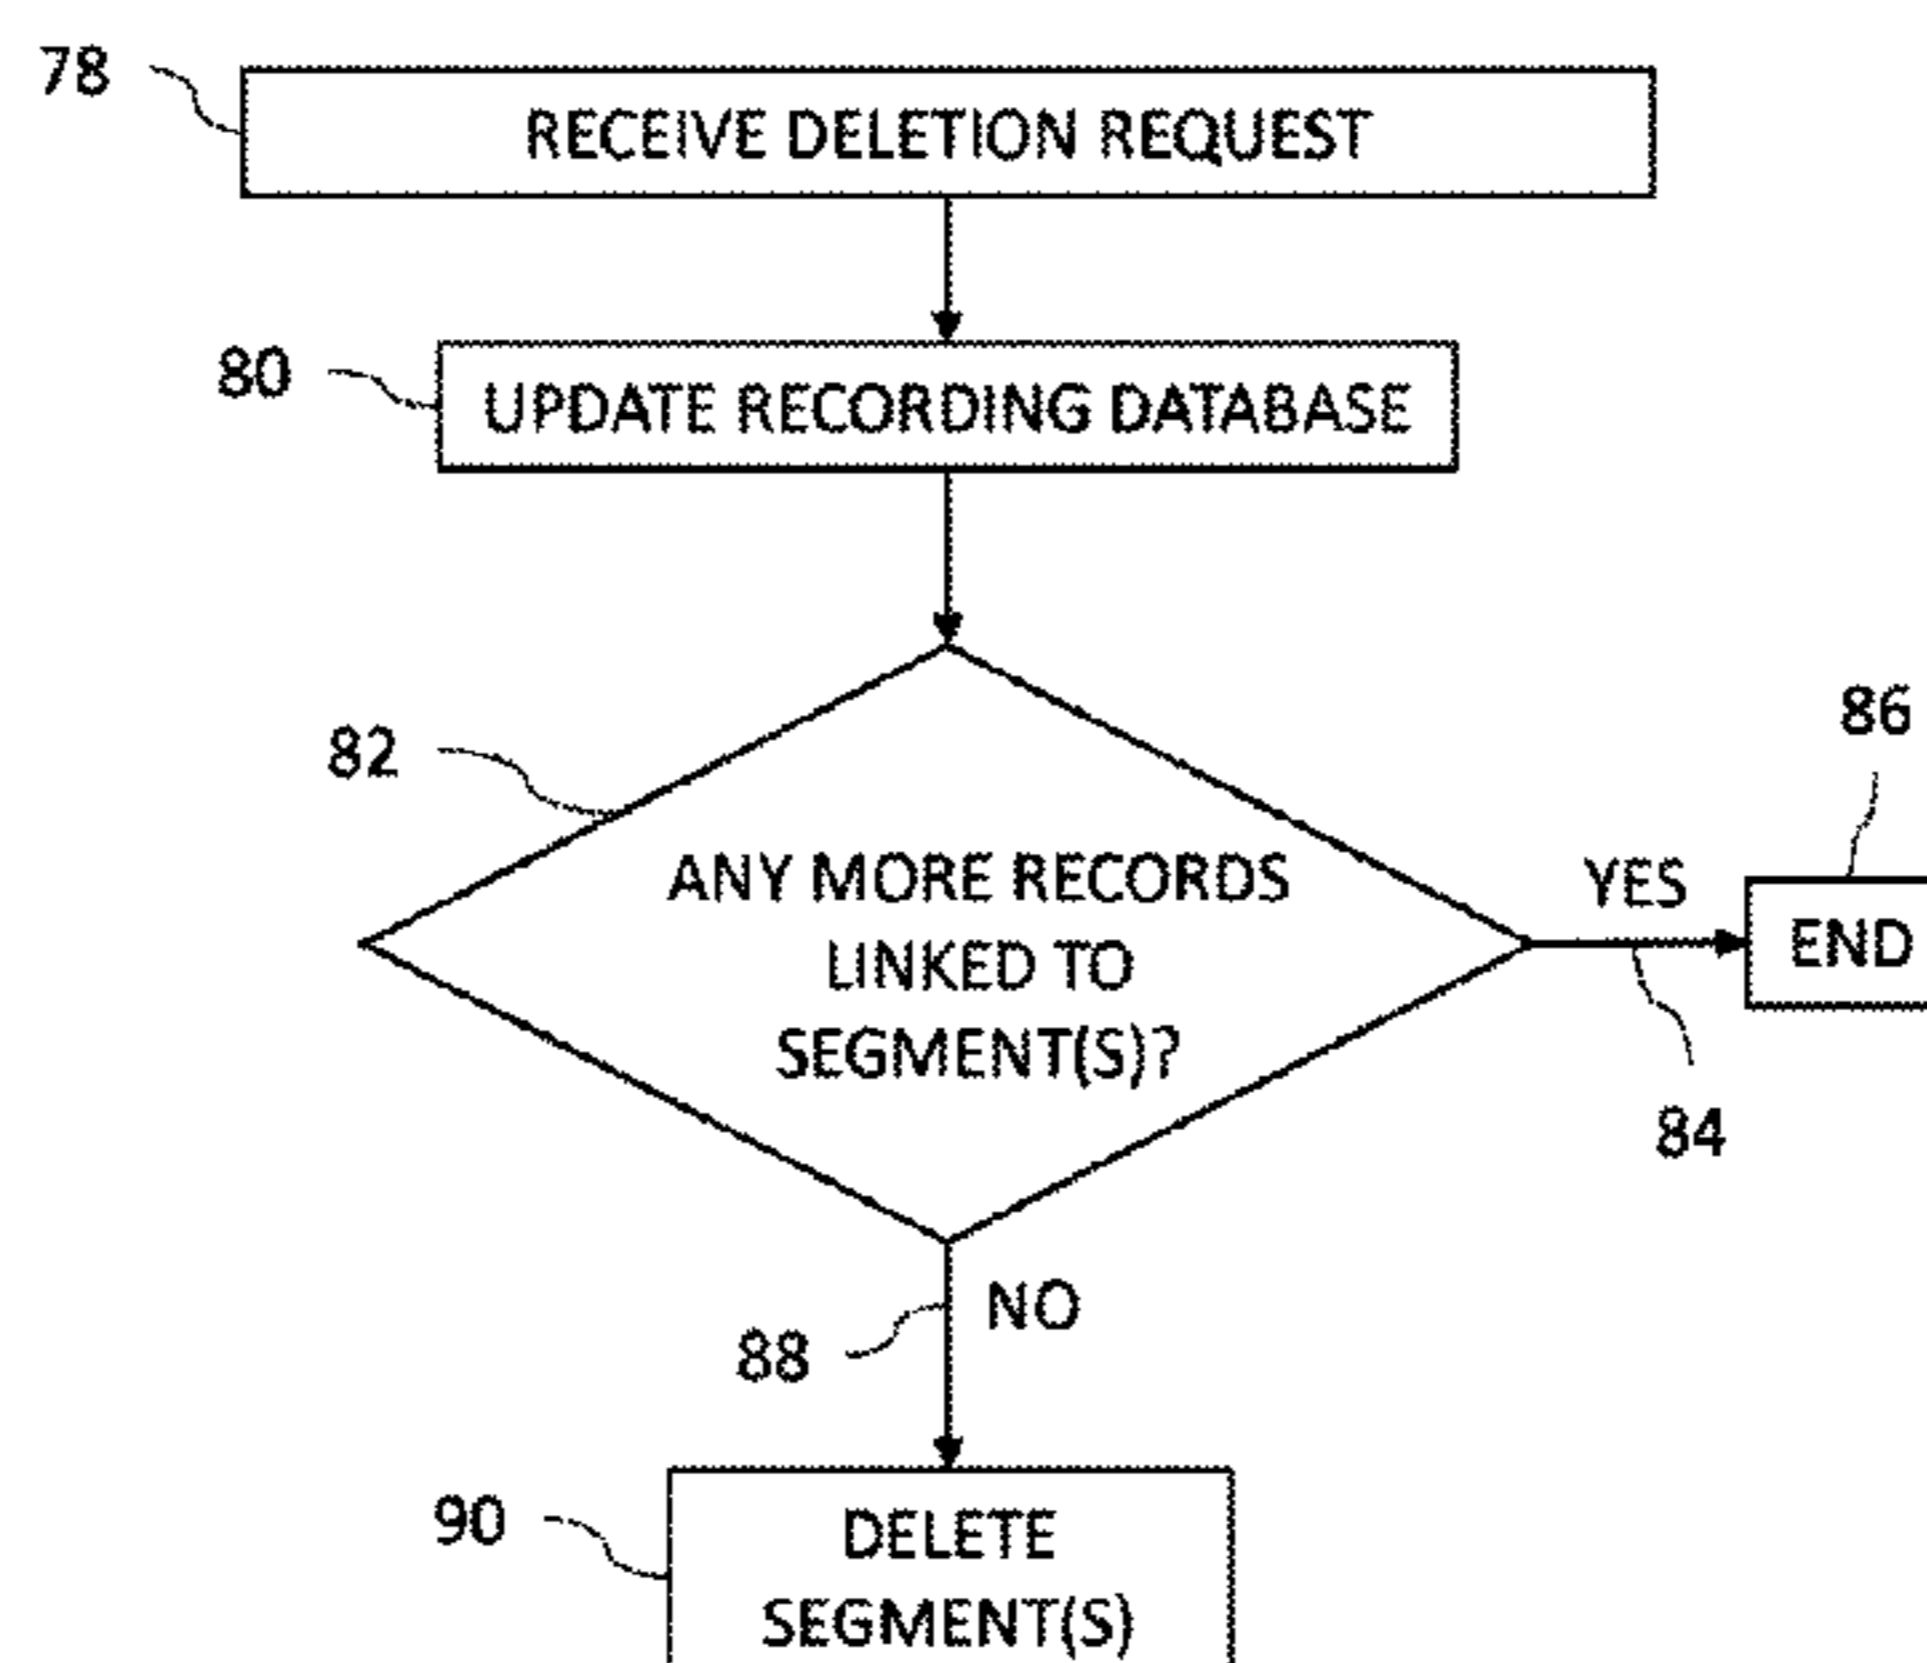 78
RECEIVE DELETION REQUEST
80
UPDATE RECORDING DATABASE
82
86
ANY MORE RECORDS
LINKED TO
SEGMENT(S)?
YES
END
84
NO
88
90
DELETE
SEGMENT(S)